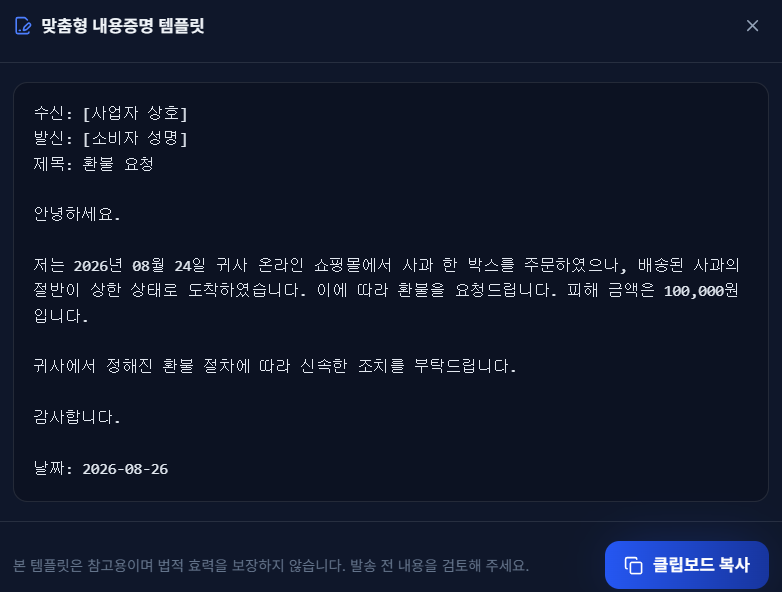 맞춤형 내용증명 템플릿
수신: [사업자 상호]
발신: [소비자 성명]
제목: 환불 요청
안녕하세요.
저는 2026년 08월 24일 귀사 온라인 쇼핑몰에서 사과 한 박스를 주문하였으나, 배송된 사과의
절반이 상한 상태로 도착하였습니다. 이에 따라 환불을 요청드립니다. 피해 금액은 100,000원
입니다.
귀사에서 정해진 환불 절차에 따라 신속한 조치를 부탁드립니다.
감사합니다.
날짜: 2026-08-26
본 템플릿은 참고용이며 법적 효력을 보장하지 않습니다. 발송 전 내용을 검토해 주세요.
클립보드 복사